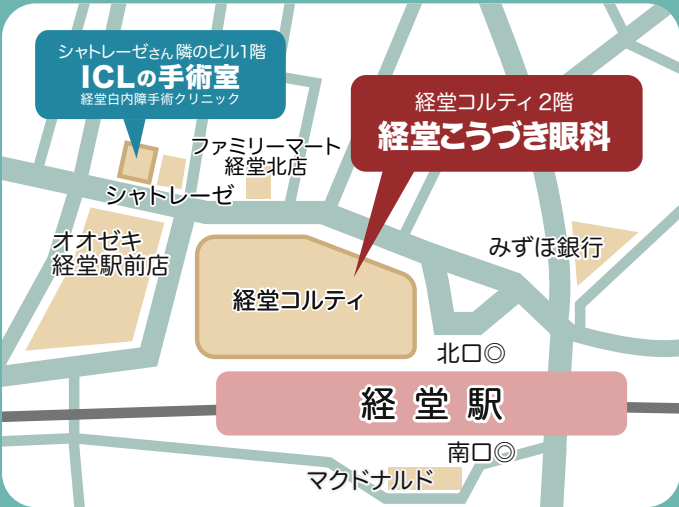 シャトレーゼさん隣のビル1階
ICLの手術室
経堂白内障手術クリニック
経堂コルティ2階
経堂こうづき眼科
ファミリーマート
経堂北店
シャトレーゼ
オオゼキ
経堂駅前店
みずほ銀行
経堂コルティ
北口◎
経堂駅
南口◎
マクドナルド